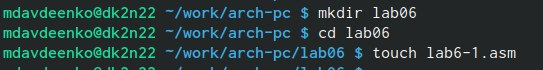 mdavdeenko@dk2n22 ~/work/arch-pc $ mkdir lab06
mdavdeenko@dk2n22 ~/work/arch-pc $ cd lab06
mdavdeenko@dk2n22 ~/work/arch-pc/lab06 $ touch lab6-1.asm